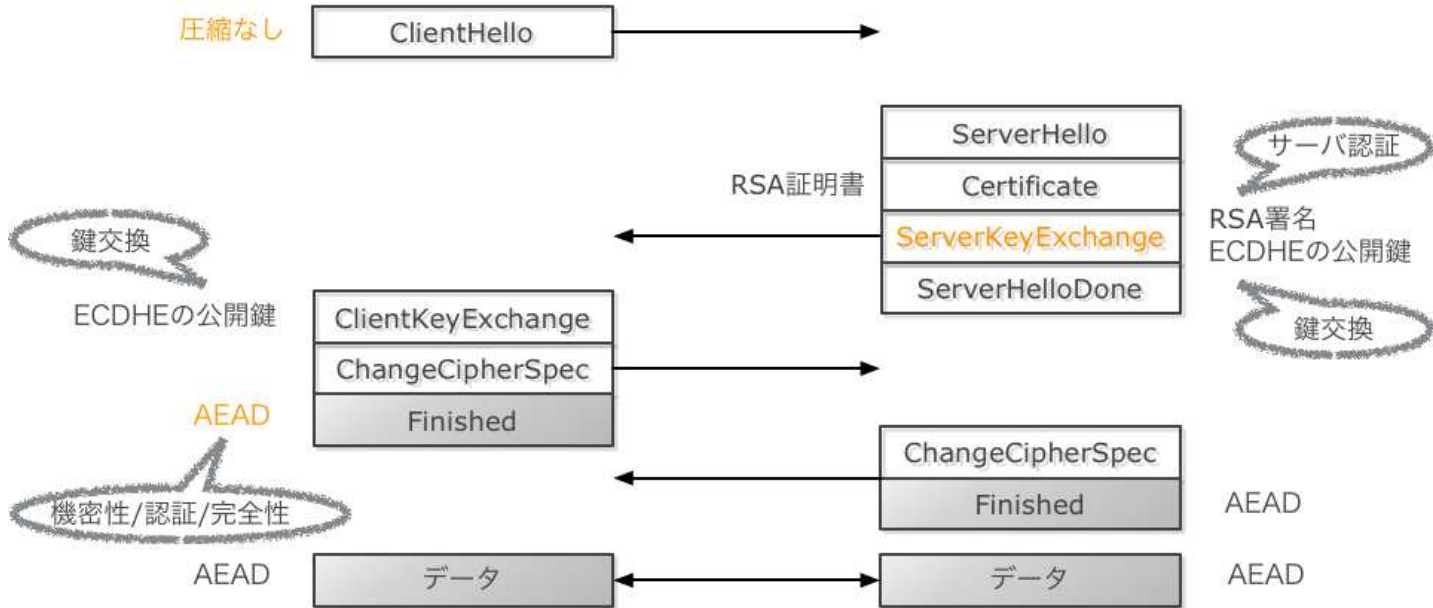 圧縮なし
ClientHello
ServerHello
サーバ認証
RSA証明書
Certificate
ServerKeyExchange
RSA署名
ECDHEの公開鍵
鍵交換
ServerHelloDone
ECDHEの公開鍵
ClientKeyExchange
鍵交換
ChangeCipherSpec
AEAD
Finished
ChangeCipherSpec
機密性/認証/完全性
Finished
AEAD
AEAD
データ
データ
AEAD